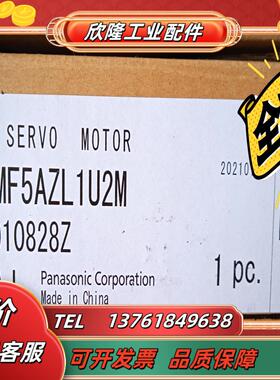 欣隆工业配件
SERVO MOTOR
MF5AZL1U2M
20210
010828Z
Panasonic Corporation
Made in China
1 pc.
TEL 13761849638
客服
可开发票 品质保障